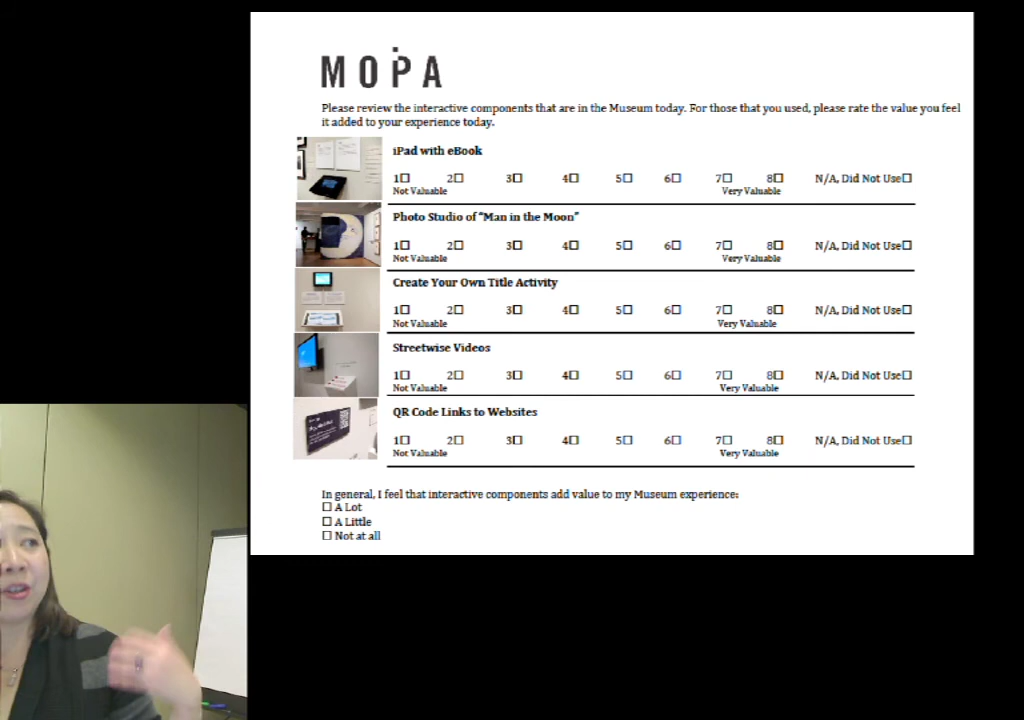 MOPA
Please review the interactive components that are in the Museum today. For those that you used, please rate the value you feel
it added to your experience today.
iPad with eBook
1☐ 2☐ 3☐ 4☐ 5☐ 6☐ 7☐ 8☐ N/A, Did Not Use☐
Not Valuable Very Valuable
Photo Studio of “Man in the Moon”
1☐ 2☐ 3☐ 4☐ 5☐ 6☐ 7☐ 8☐ N/A, Did Not Use☐
Not Valuable Very Valuable
Create Your Own Title Activity
1☐ 2☐ 3☐ 4☐ 5☐ 6☐ 7☐ 8☐ N/A, Did Not Use☐
Not Valuable Very Valuable
Streetwise Videos
1☐ 2☐ 3☐ 4☐ 5☐ 6☐ 7☐ 8☐ N/A, Did Not Use☐
Not Valuable Very Valuable
QR Code Links to Websites
1☐ 2☐ 3☐ 4☐ 5☐ 6☐ 7☐ 8☐ N/A, Did Not Use☐
Not Valuable Very Valuable
In general, I feel that interactive components add value to my Museum experience:
☐ A Lot
☐ A Little
☐ Not at all